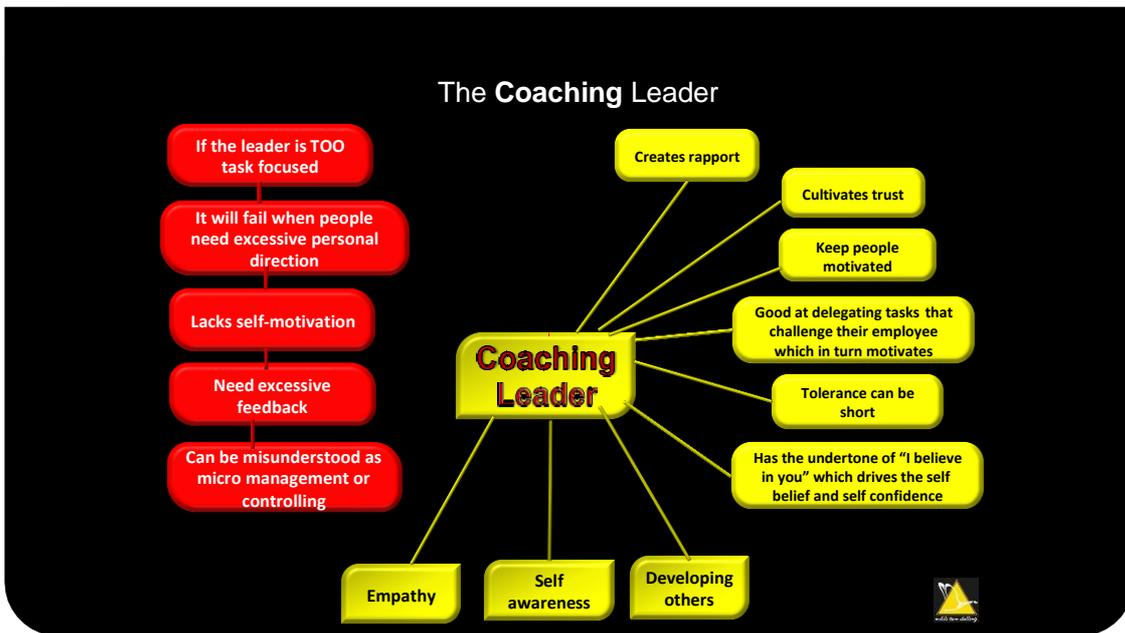 The Coaching Leader
If the leader is TOO
task focused
It will fail when people
need excessive personal
direction
Lacks self-motivation
Need excessive
feedback
Can be misunderstood as
micro management or
controlling
Creates rapport
Cultivates trust
Keep people
motivated
Good at delegating tasks that
challenge their employee
which in turn motivates
Tolerance can be
short
Has the undertone of “I believe
in you” which drives the self
belief and self confidence
Coaching
Leader
Empathy
Self
awareness
Developing
others